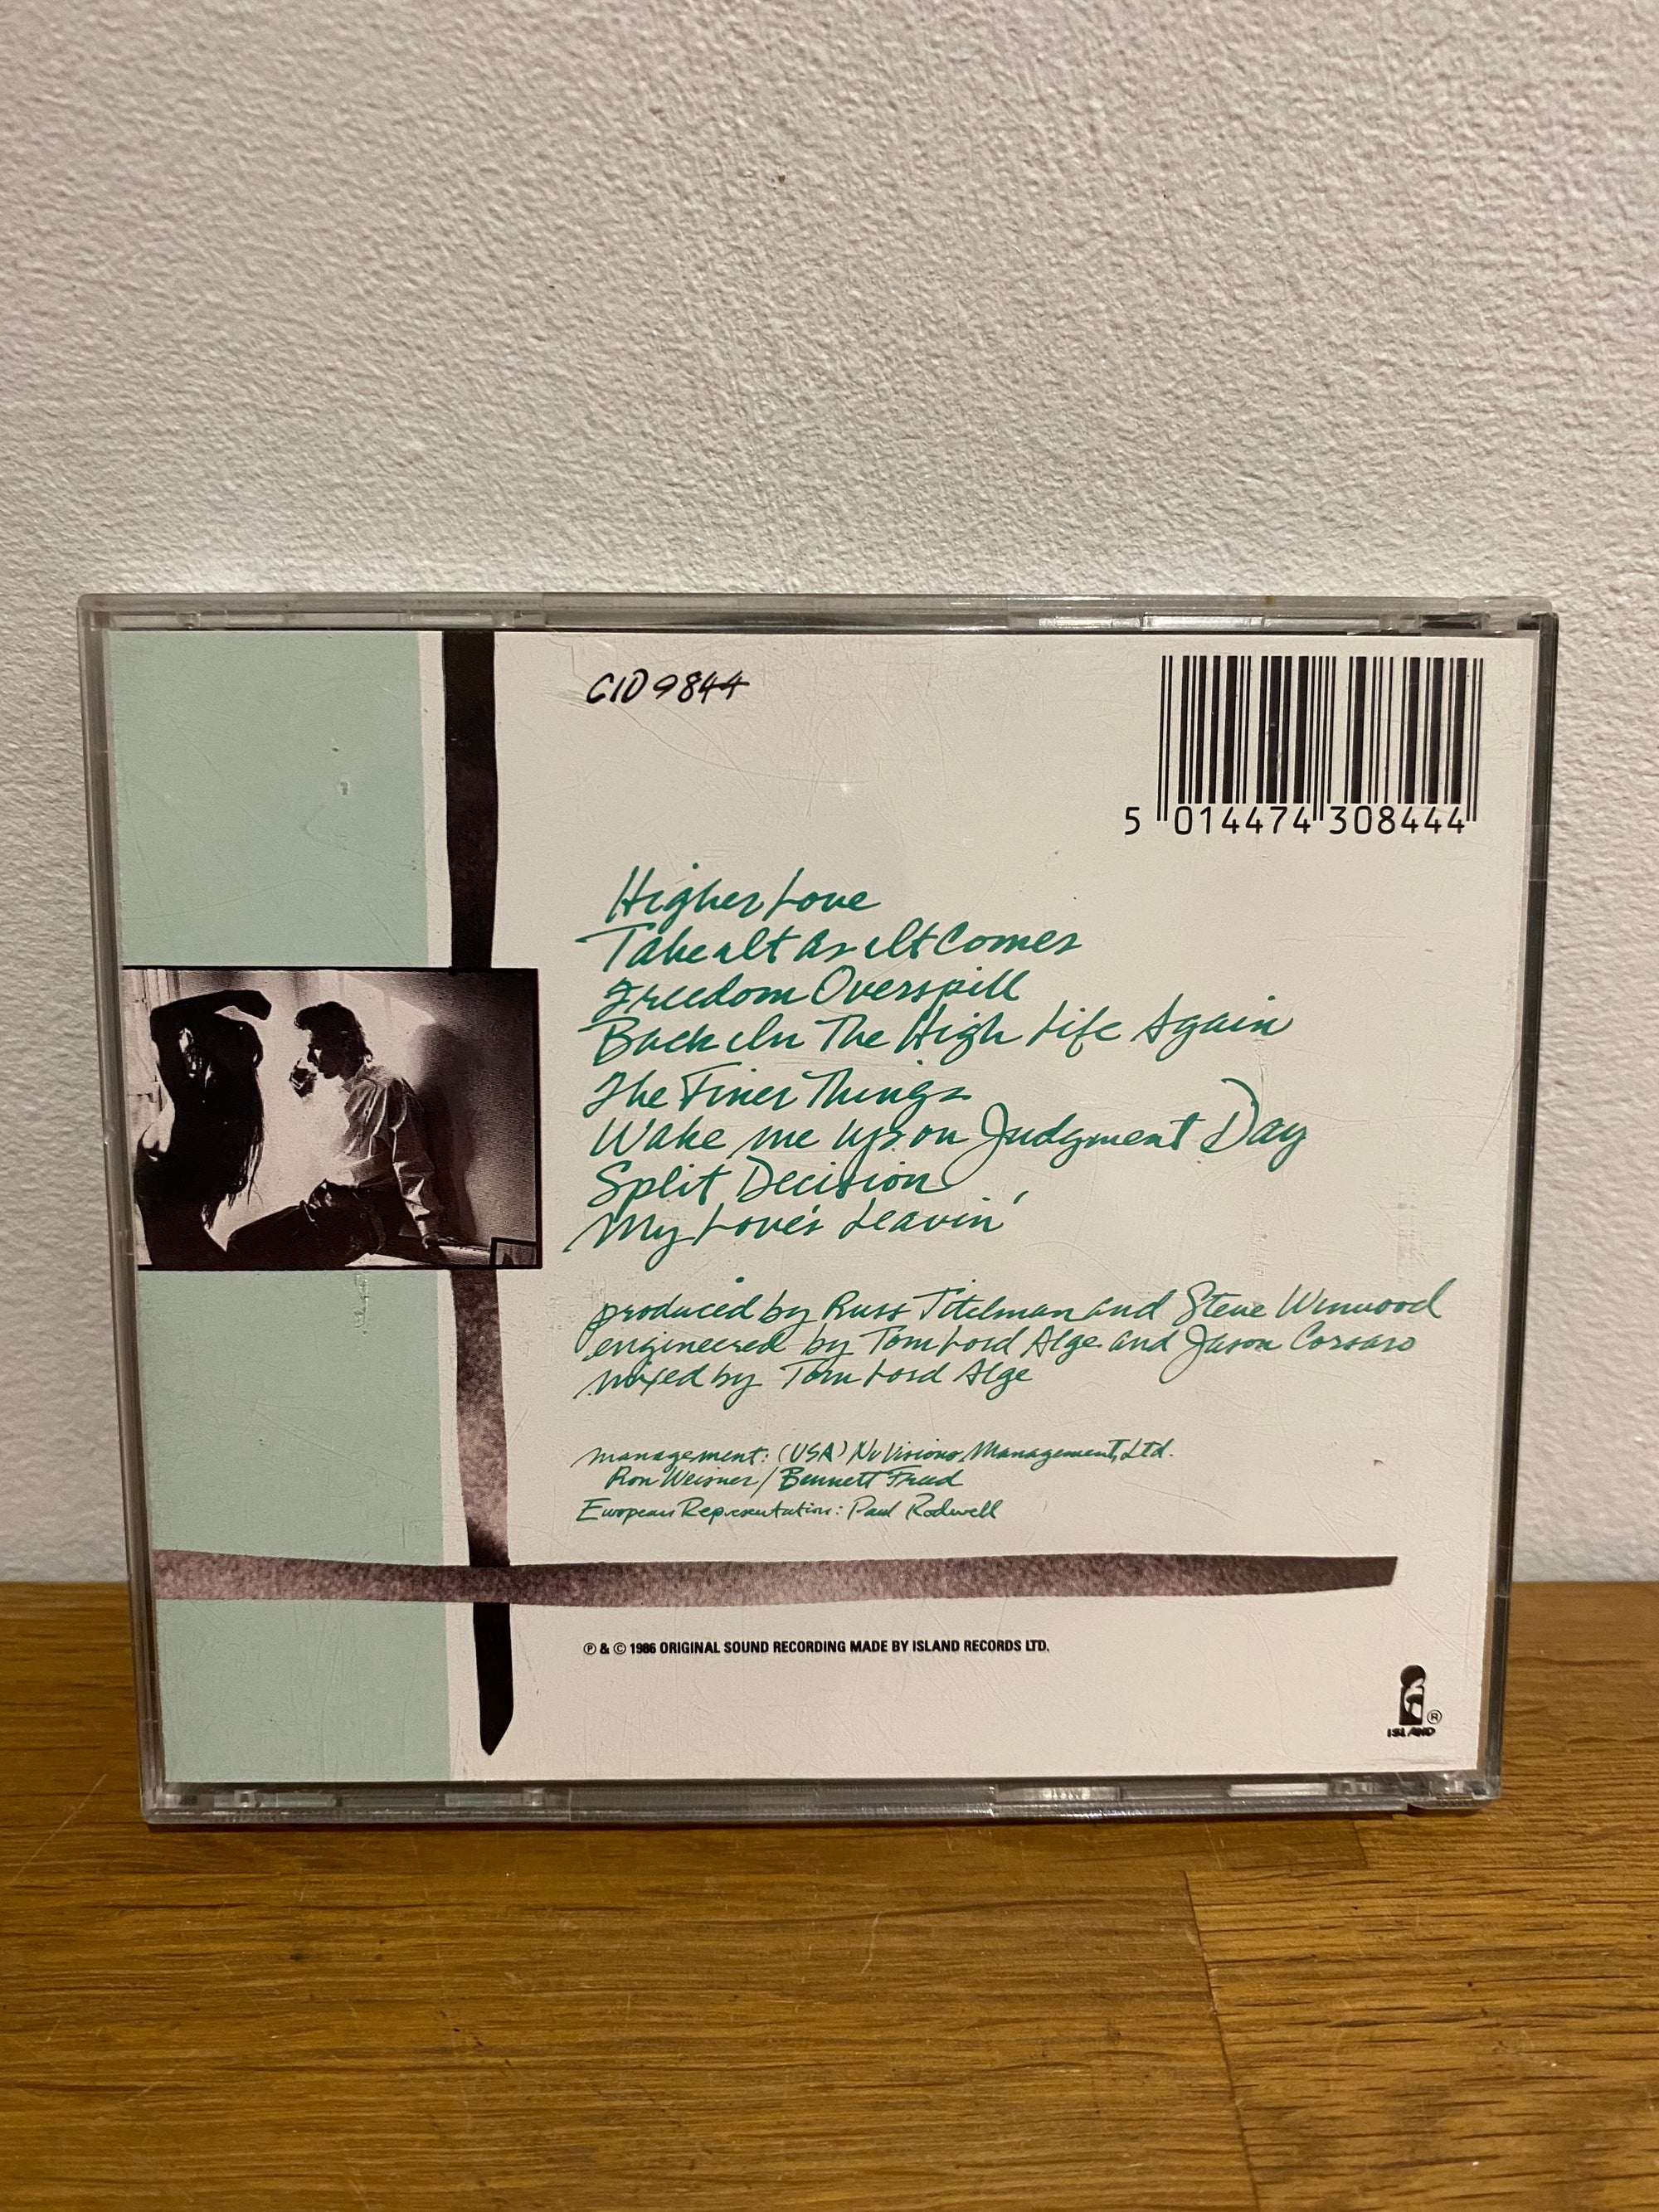 CID 9844
5 014474 308444
Higher Love
Take It As It Comes
Freedom Overspill
Back In The High Life Again
The Finer Things
Wake me up on Judgment Day
Split Decision
My Love's Leavin'
produced by Russ Titelman and Steve Winwood
engineered by Tom Lord Alge and Jason Corsaro
mixed by Tom Lord Alge
management: (USA) NuVisions Management, Ltd.
Ron Weisner / Bennett Freed
European Representation: Paul Rodwell
Ⓟ & © 1986 ORIGINAL SOUND RECORDING MADE BY ISLAND RECORDS LTD.
®
ISLAND